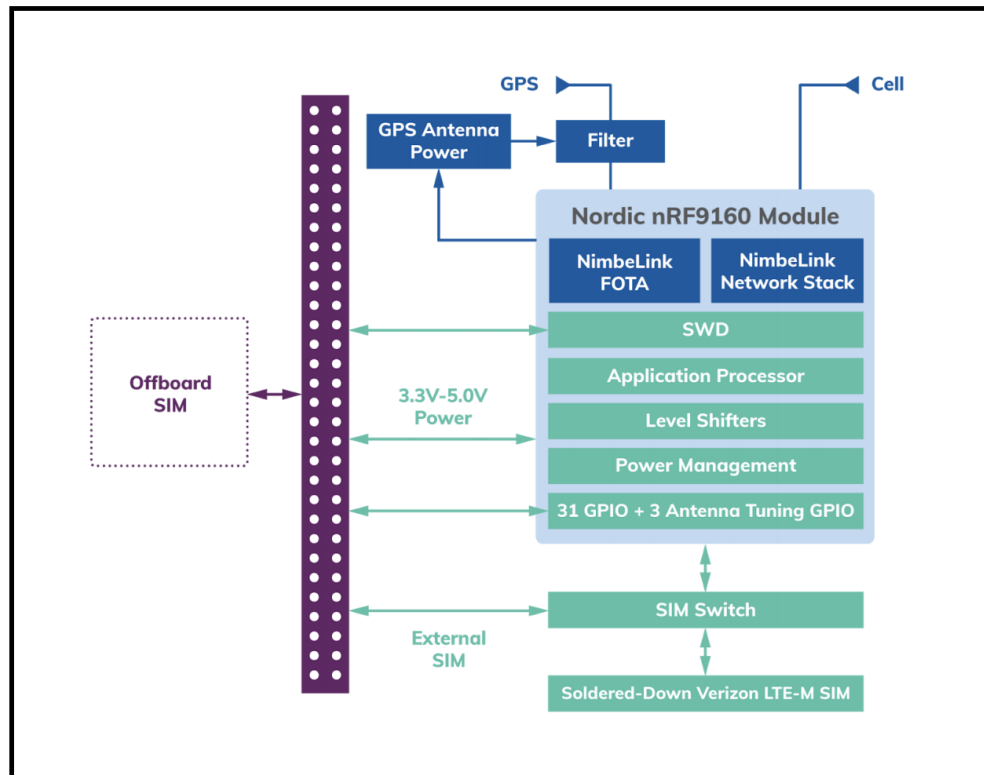 GPS
Cell
GPS Antenna
Power
Filter
Nordic nRF9160 Module
NimbeLink
FOTA
NimbeLink
Network Stack
SWD
Offboard
SIM
3.3V-5.0V
Power
Application Processor
Level Shifters
Power Management
31 GPIO + 3 Antenna Tuning GPIO
External
SIM
SIM Switch
Soldered-Down Verizon LTE-M SIM